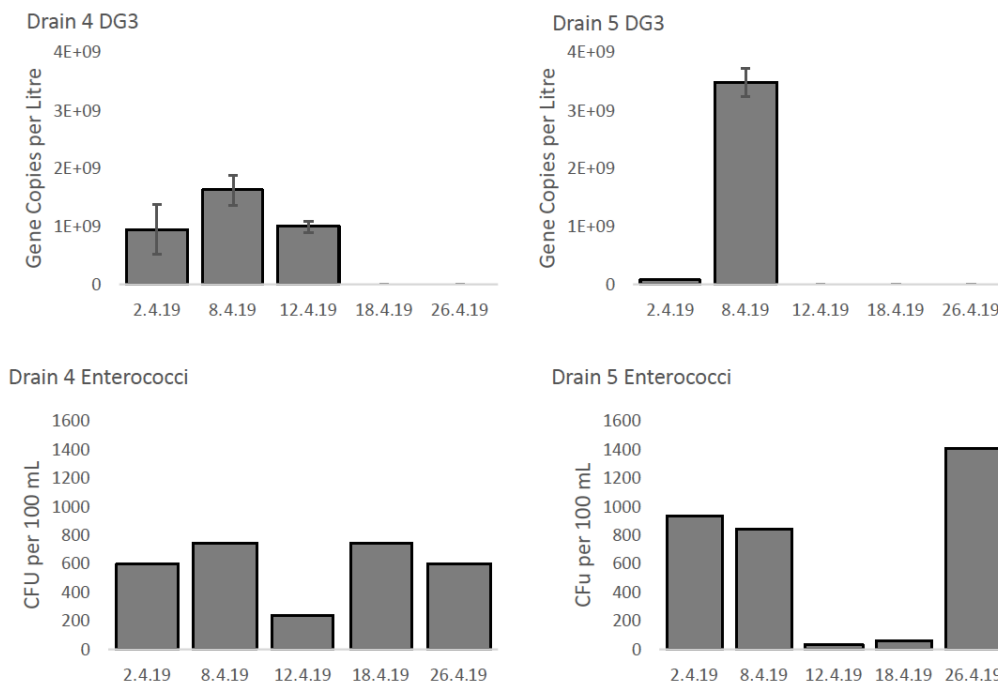 Drain 4 DG3
Gene Copies per Litre
4E+09
3E+09
2E+09
1E+09
0
2.4.19 8.4.19 12.4.19 18.4.19 26.4.19
Drain 5 DG3
Gene Copies per Litre
4E+09
3E+09
2E+09
1E+09
0
2.4.19 8.4.19 12.4.19 18.4.19 26.4.19
Drain 4 Enterococci
CFU per 100 mL
1600
1400
1200
1000
800
600
400
200
0
2.4.19 8.4.19 12.4.19 18.4.19 26.4.19
Drain 5 Enterococci
CFu per 100 mL
1600
1400
1200
1000
800
600
400
200
0
2.4.19 8.4.19 12.4.19 18.4.19 26.4.19